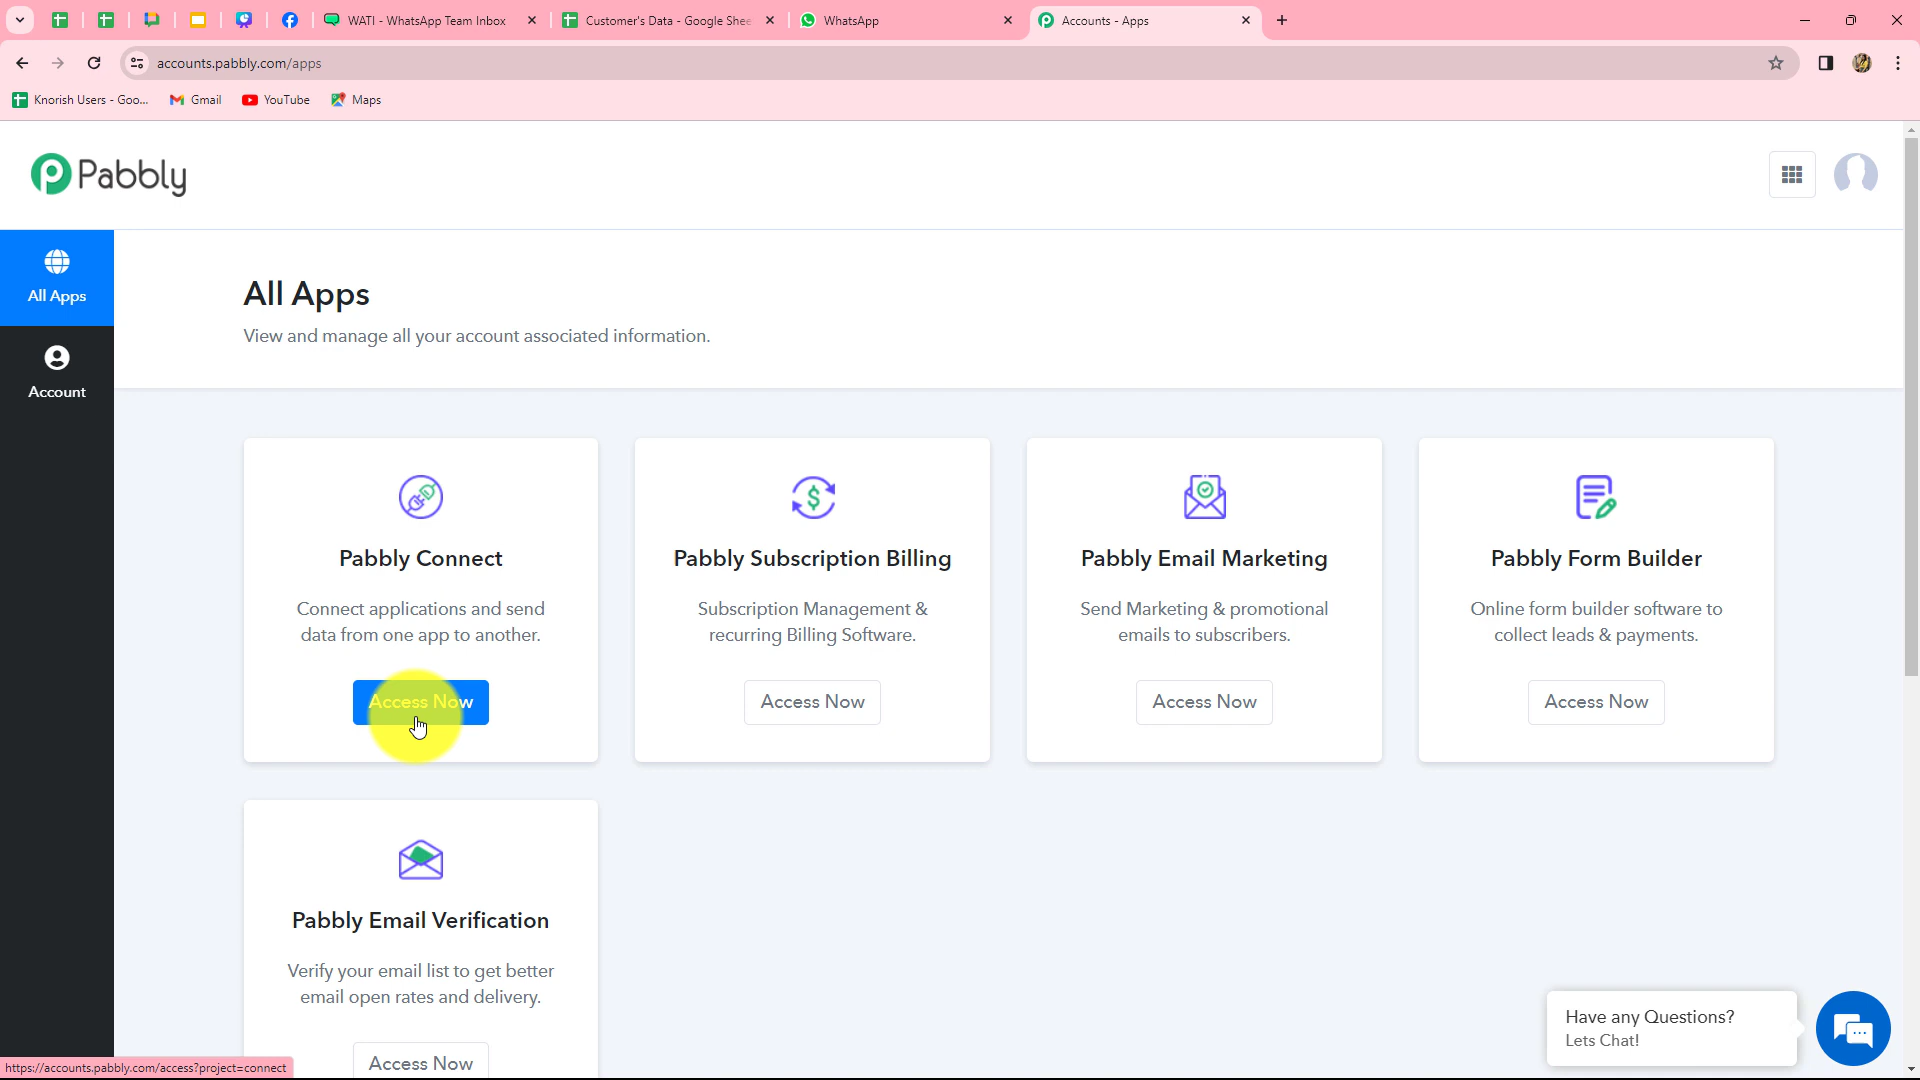 WATI - WhatsApp Team Inbox
Customer's Data - Google Shee
WhatsApp
Accounts - Apps
accounts.pabbly.com/apps
Knorish Users - Goo...
Gmail
YouTube
Maps
Pabbly
All Apps
Account
All Apps
View and manage all your account associated information.
Pabbly Connect
Connect applications and send
data from one app to another.
Access Now
Pabbly Subscription Billing
Subscription Management &
recurring Billing Software.
Access Now
Pabbly Email Marketing
Send Marketing & promotional
emails to subscribers.
Access Now
Pabbly Form Builder
Online form builder software to
collect leads & payments.
Access Now
Pabbly Email Verification
Verify your email list to get better
email open rates and delivery.
Access Now
Have any Questions?
Lets Chat!
https://accounts.pabbly.com/access?project=connect